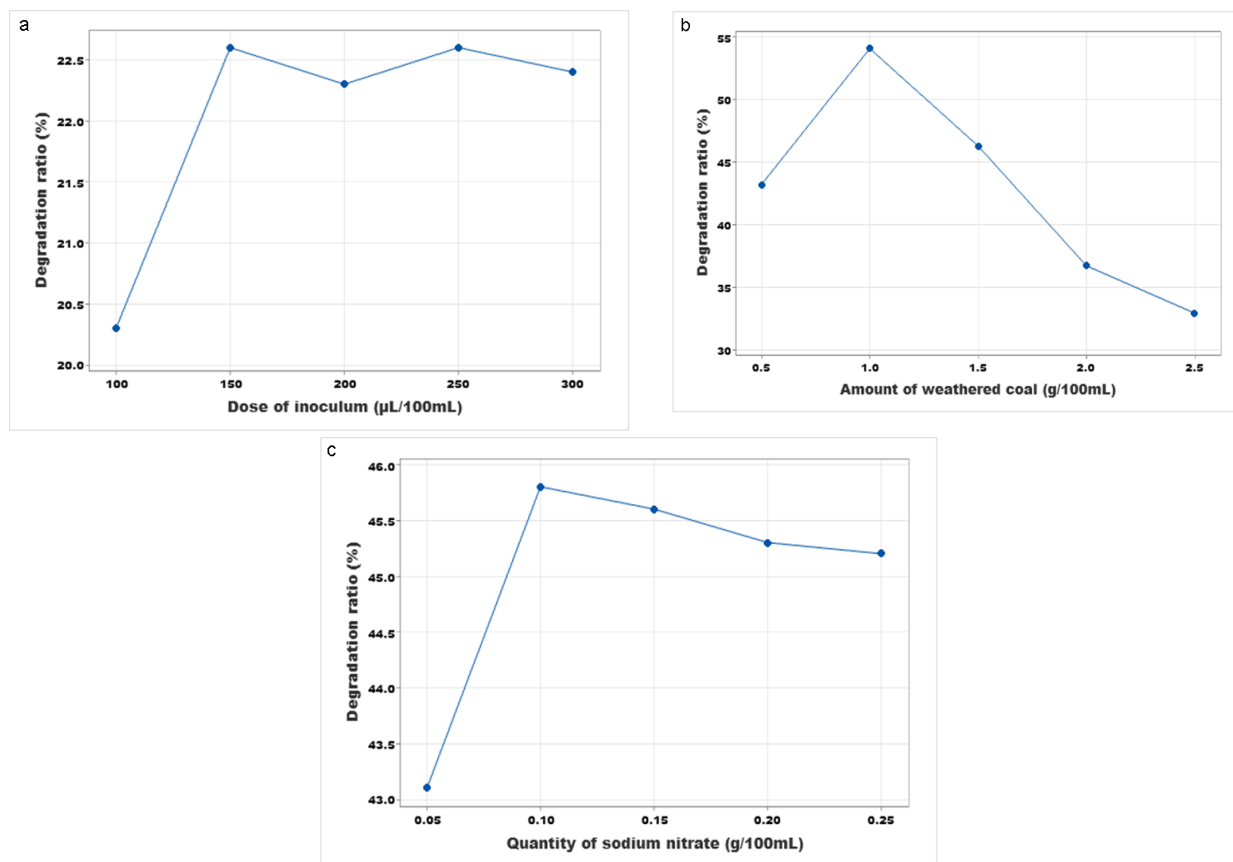 a
Degradation ratio (%)
22.5
22.0
21.5
21.0
20.5
20.0
100 150 200 250 300
Dose of inoculum (µL/100mL)
b
Degradation ratio (%)
55
50
45
40
35
30
0.5 1.0 1.5 2.0 2.5
Amount of weathered coal (g/100mL)
c
Degradation ratio (%)
46.0
45.5
45.0
44.5
44.0
43.5
43.0
0.05 0.10 0.15 0.20 0.25
Quantity of sodium nitrate (g/100mL)